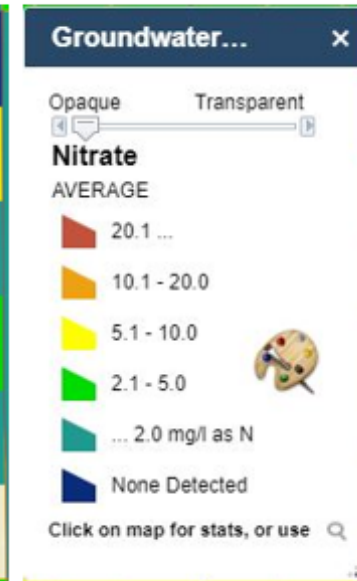 Groundwater...
Opaque Transparent
Nitrate
AVERAGE
20.1 ...
10.1 - 20.0
5.1 - 10.0
2.1 - 5.0
... 2.0 mg/l as N
None Detected
Click on map for stats, or use